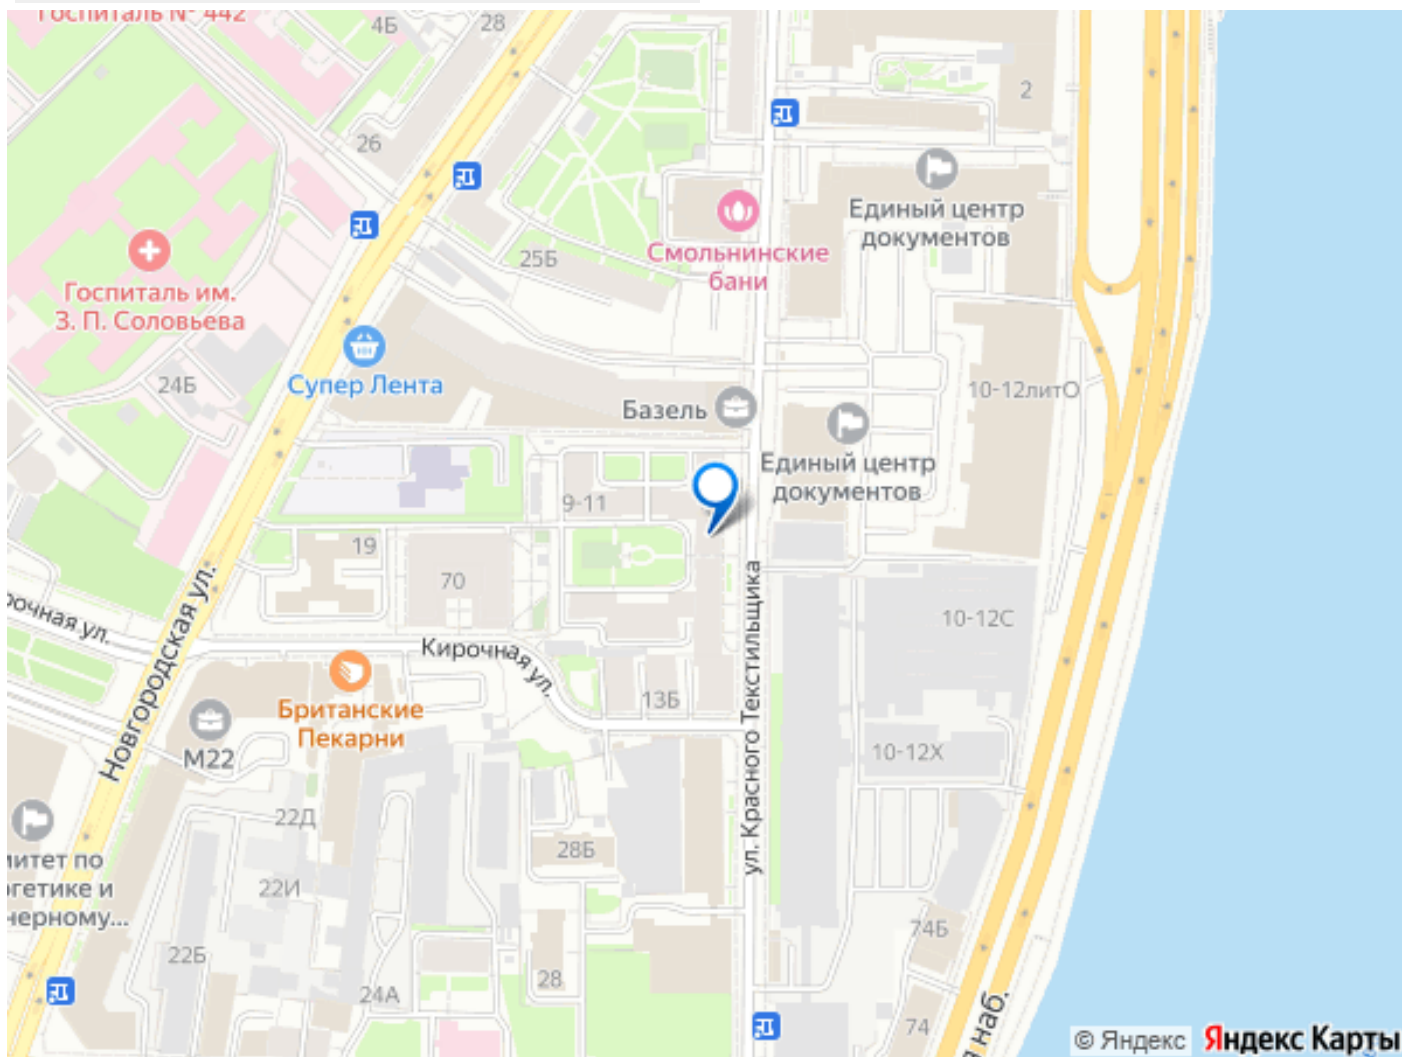 Госпиталь № 442
4Б
28
2
26
Единый центр
документов
Смольнинские
бани
25Б
Госпиталь им.
З. П. Соловьева
24Б
Супер Лента
10-12литО
Базель
Единый центр
документов
9-11
19
70
10-12С
Кирочная ул.
Новгородская ул.
ул. Красного Текстильщика
13Б
Британские
Пекарни
М22
10-12Х
22Д
28Б
22И
74Б
22Б
28
24А
74
наб.
© Яндекс Яндекс Карты